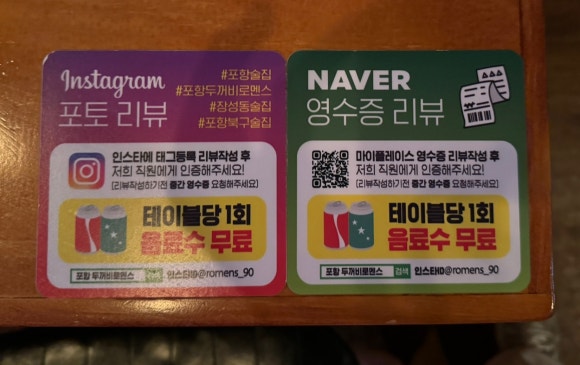 Instagram
포토 리뷰
#포항술집
#포항두꺼비로멘스
#장성동술집
#포항북구술집
인스타에 태그등록 리뷰작성 후
저희 직원에게 인증해주세요!
(리뷰작성하기전 중간 영수증 요청해주세요)
테이블당 1회
음료수 무료
포항 두꺼비로멘스 검색 인스타ID@romens_90
NAVER
영수증 리뷰
마이플레이스 영수증 리뷰작성 후
저희 직원에게 인증해주세요!
(리뷰작성하기전 중간 영수증 요청해주세요)
테이블당 1회
음료수 무료
포항 두꺼비로멘스 검색 인스타ID@romens_90